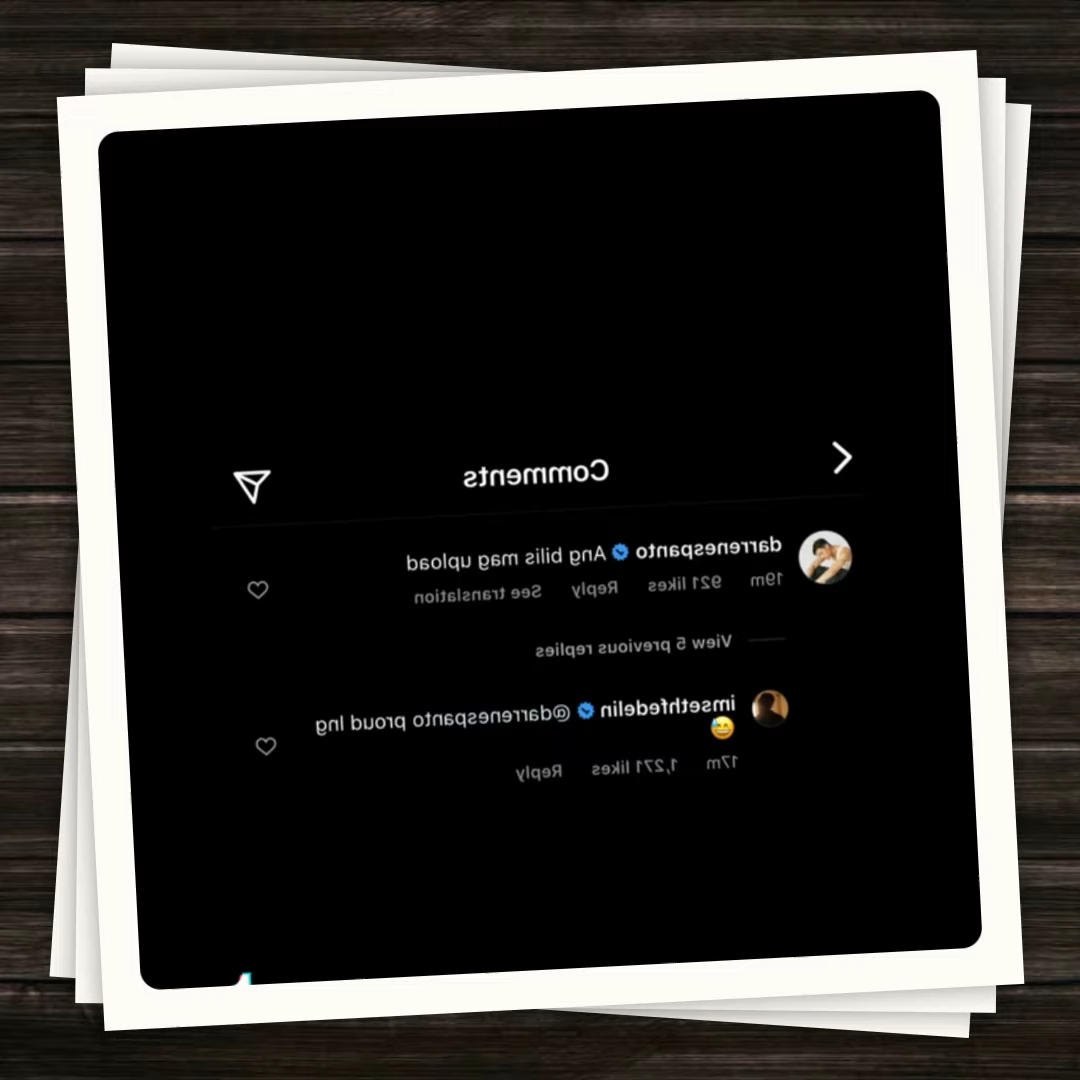 Comments
darrenespanto Ang bilis mag upload
19m 921 likes Reply See translation
View 5 previous replies
imsethfedelin @darrenespanto proud lng
😅
17m 1,271 likes Reply